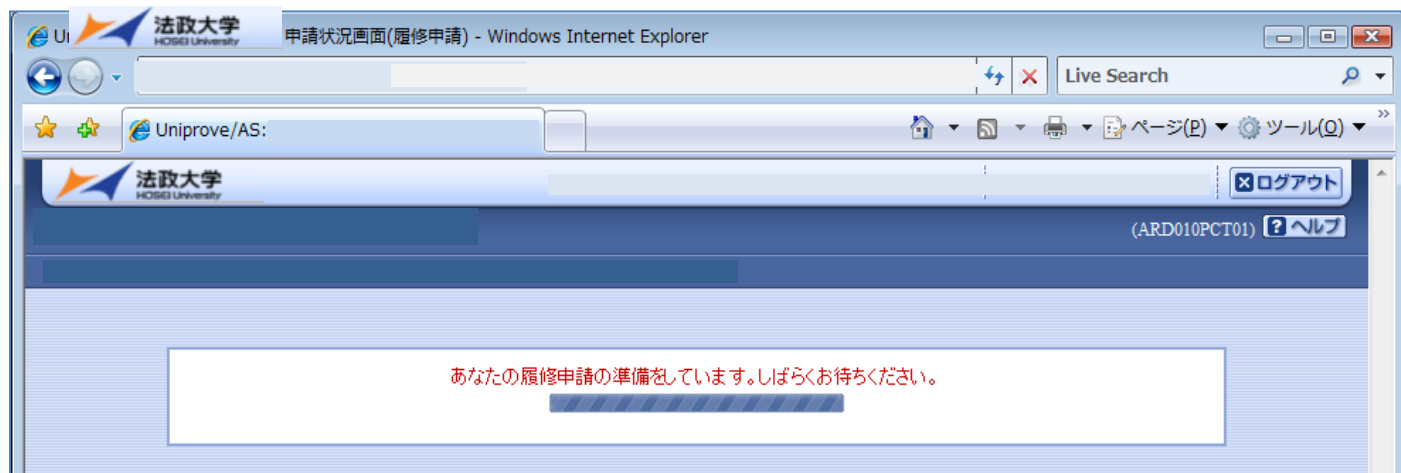 Un 法政大学 HOSEI University 申請状況画面(履修申請) - Windows Internet Explorer
Live Search
Uniprove/AS: ページ(P) ツール(O) »
法政大学 HOSEI University ログアウト
(ARD010PCT01) ? ヘルプ
あなたの履修申請の準備をしています。しばらくお待ちください。